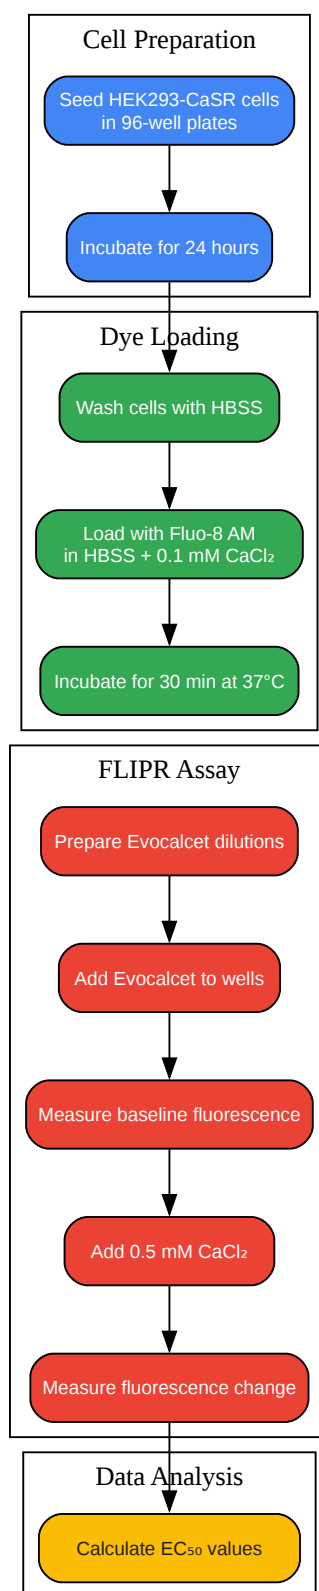 Cell Preparation
Seed HEK293-CaSR cells
in 96-well plates
Incubate for 24 hours
Dye Loading
Wash cells with HBSS
Load with Fluo-8 AM
in HBSS + 0.1 mM CaCl₂
Incubate for 30 min at 37°C
FLIPR Assay
Prepare Evocalcet dilutions
Add Evocalcet to wells
Measure baseline fluorescence
Add 0.5 mM CaCl₂
Measure fluorescence change
Data Analysis
Calculate EC₅₀ values